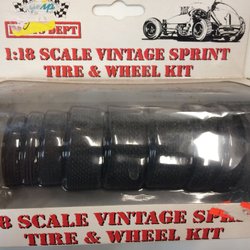 DEPT
1:18 SCALE VINTAGE SPRINT
TIRE & WHEEL KIT
8 SCALE VINTAGE SPRI
TIRE & WHEEL KIT